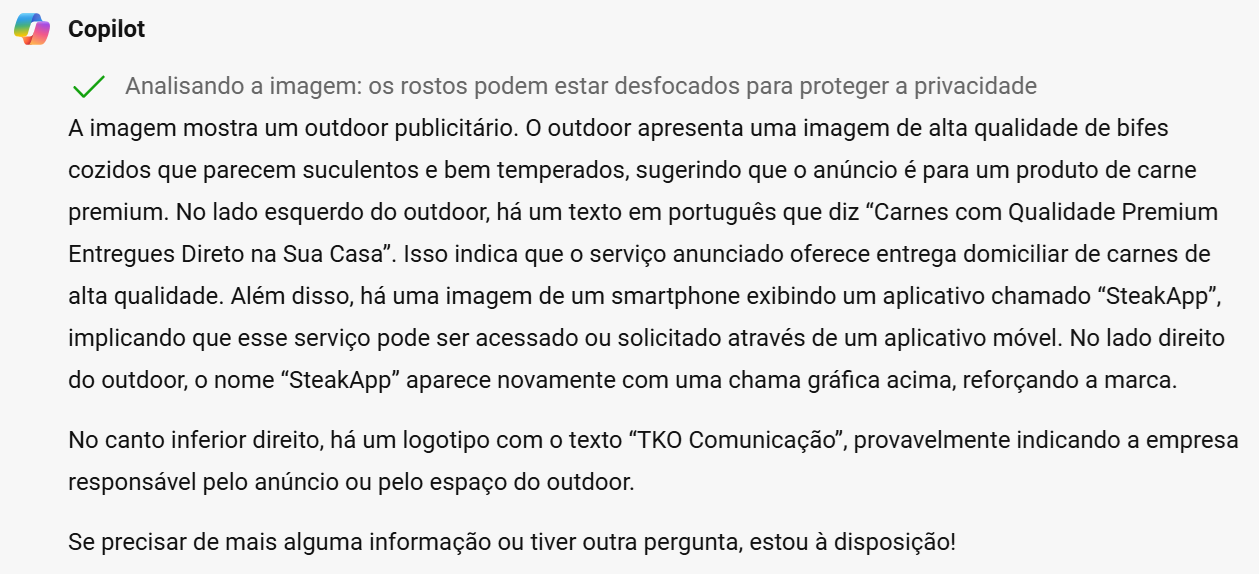 Copilot
Analisando a imagem: os rostos podem estar desfocados para proteger a privacidade
A imagem mostra um outdoor publicitário. O outdoor apresenta uma imagem de alta qualidade de bifes
cozidos que parecem suculentos e bem temperados, sugerindo que o anúncio é para um produto de carne
premium. No lado esquerdo do outdoor, há um texto em português que diz “Carnes com Qualidade Premium
Entregues Direto na Sua Casa”. Isso indica que o serviço anunciado oferece entrega domiciliar de carnes de
alta qualidade. Além disso, há uma imagem de um smartphone exibindo um aplicativo chamado “SteakApp”,
implicando que esse serviço pode ser acessado ou solicitado através de um aplicativo móvel. No lado direito
do outdoor, o nome “SteakApp” aparece novamente com uma chama gráfica acima, reforçando a marca.
No canto inferior direito, há um logotipo com o texto “TKO Comunicação”, provavelmente indicando a empresa
responsável pelo anúncio ou pelo espaço do outdoor.
Se precisar de mais alguma informação ou tiver outra pergunta, estou à disposição!